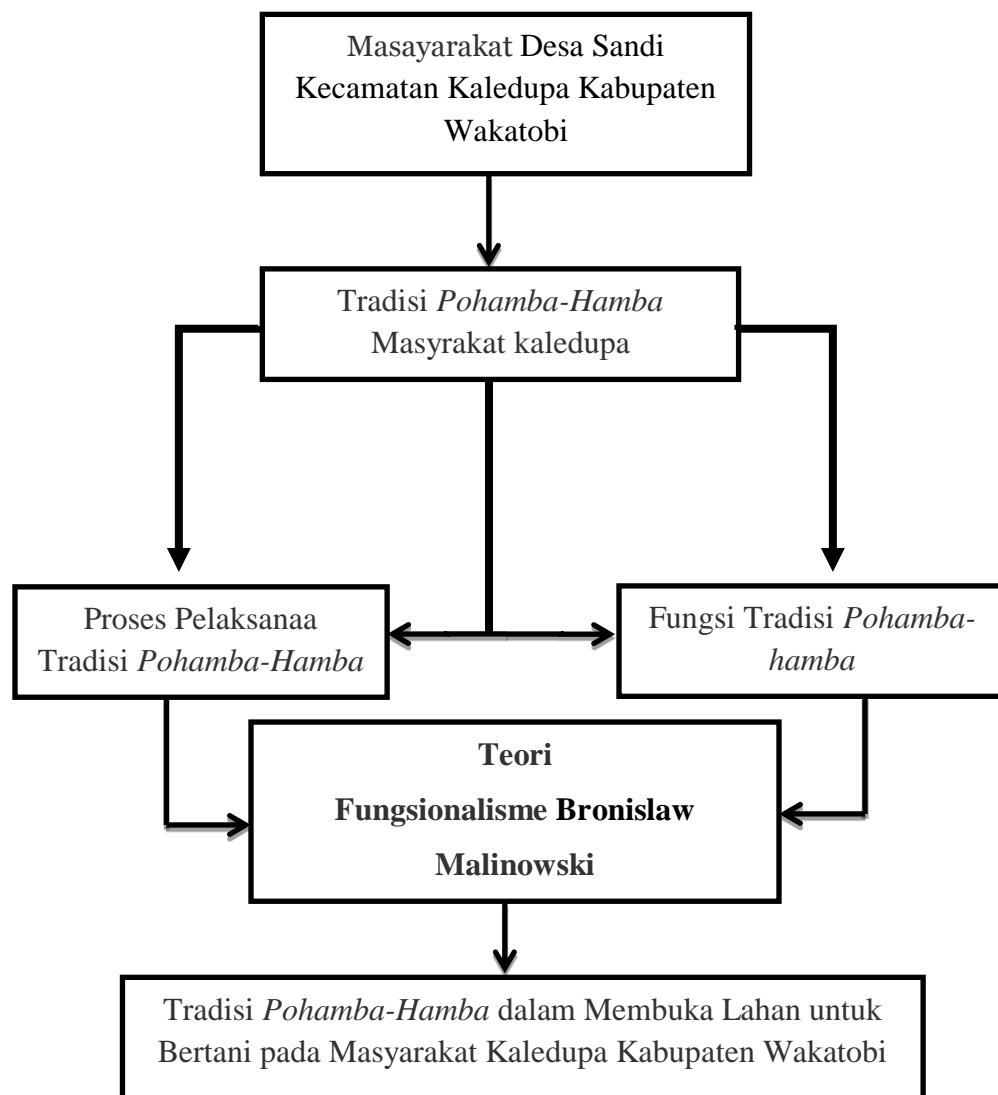 Masayarakat Desa Sandi
Kecamatan Kaledupa Kabupaten
Wakatobi
Tradisi Pohamba-Hamba
Masyrakat kaledupa
Proses Pelaksanaa
Tradisi Pohamba-Hamba
Fungsi Tradisi Pohamba-
hamba
Teori
Fungsionalisme Bronislaw
Malinowski
Tradisi Pohamba-Hamba dalam Membuka Lahan untuk
Bertani pada Masyarakat Kaledupa Kabupaten Wakatobi